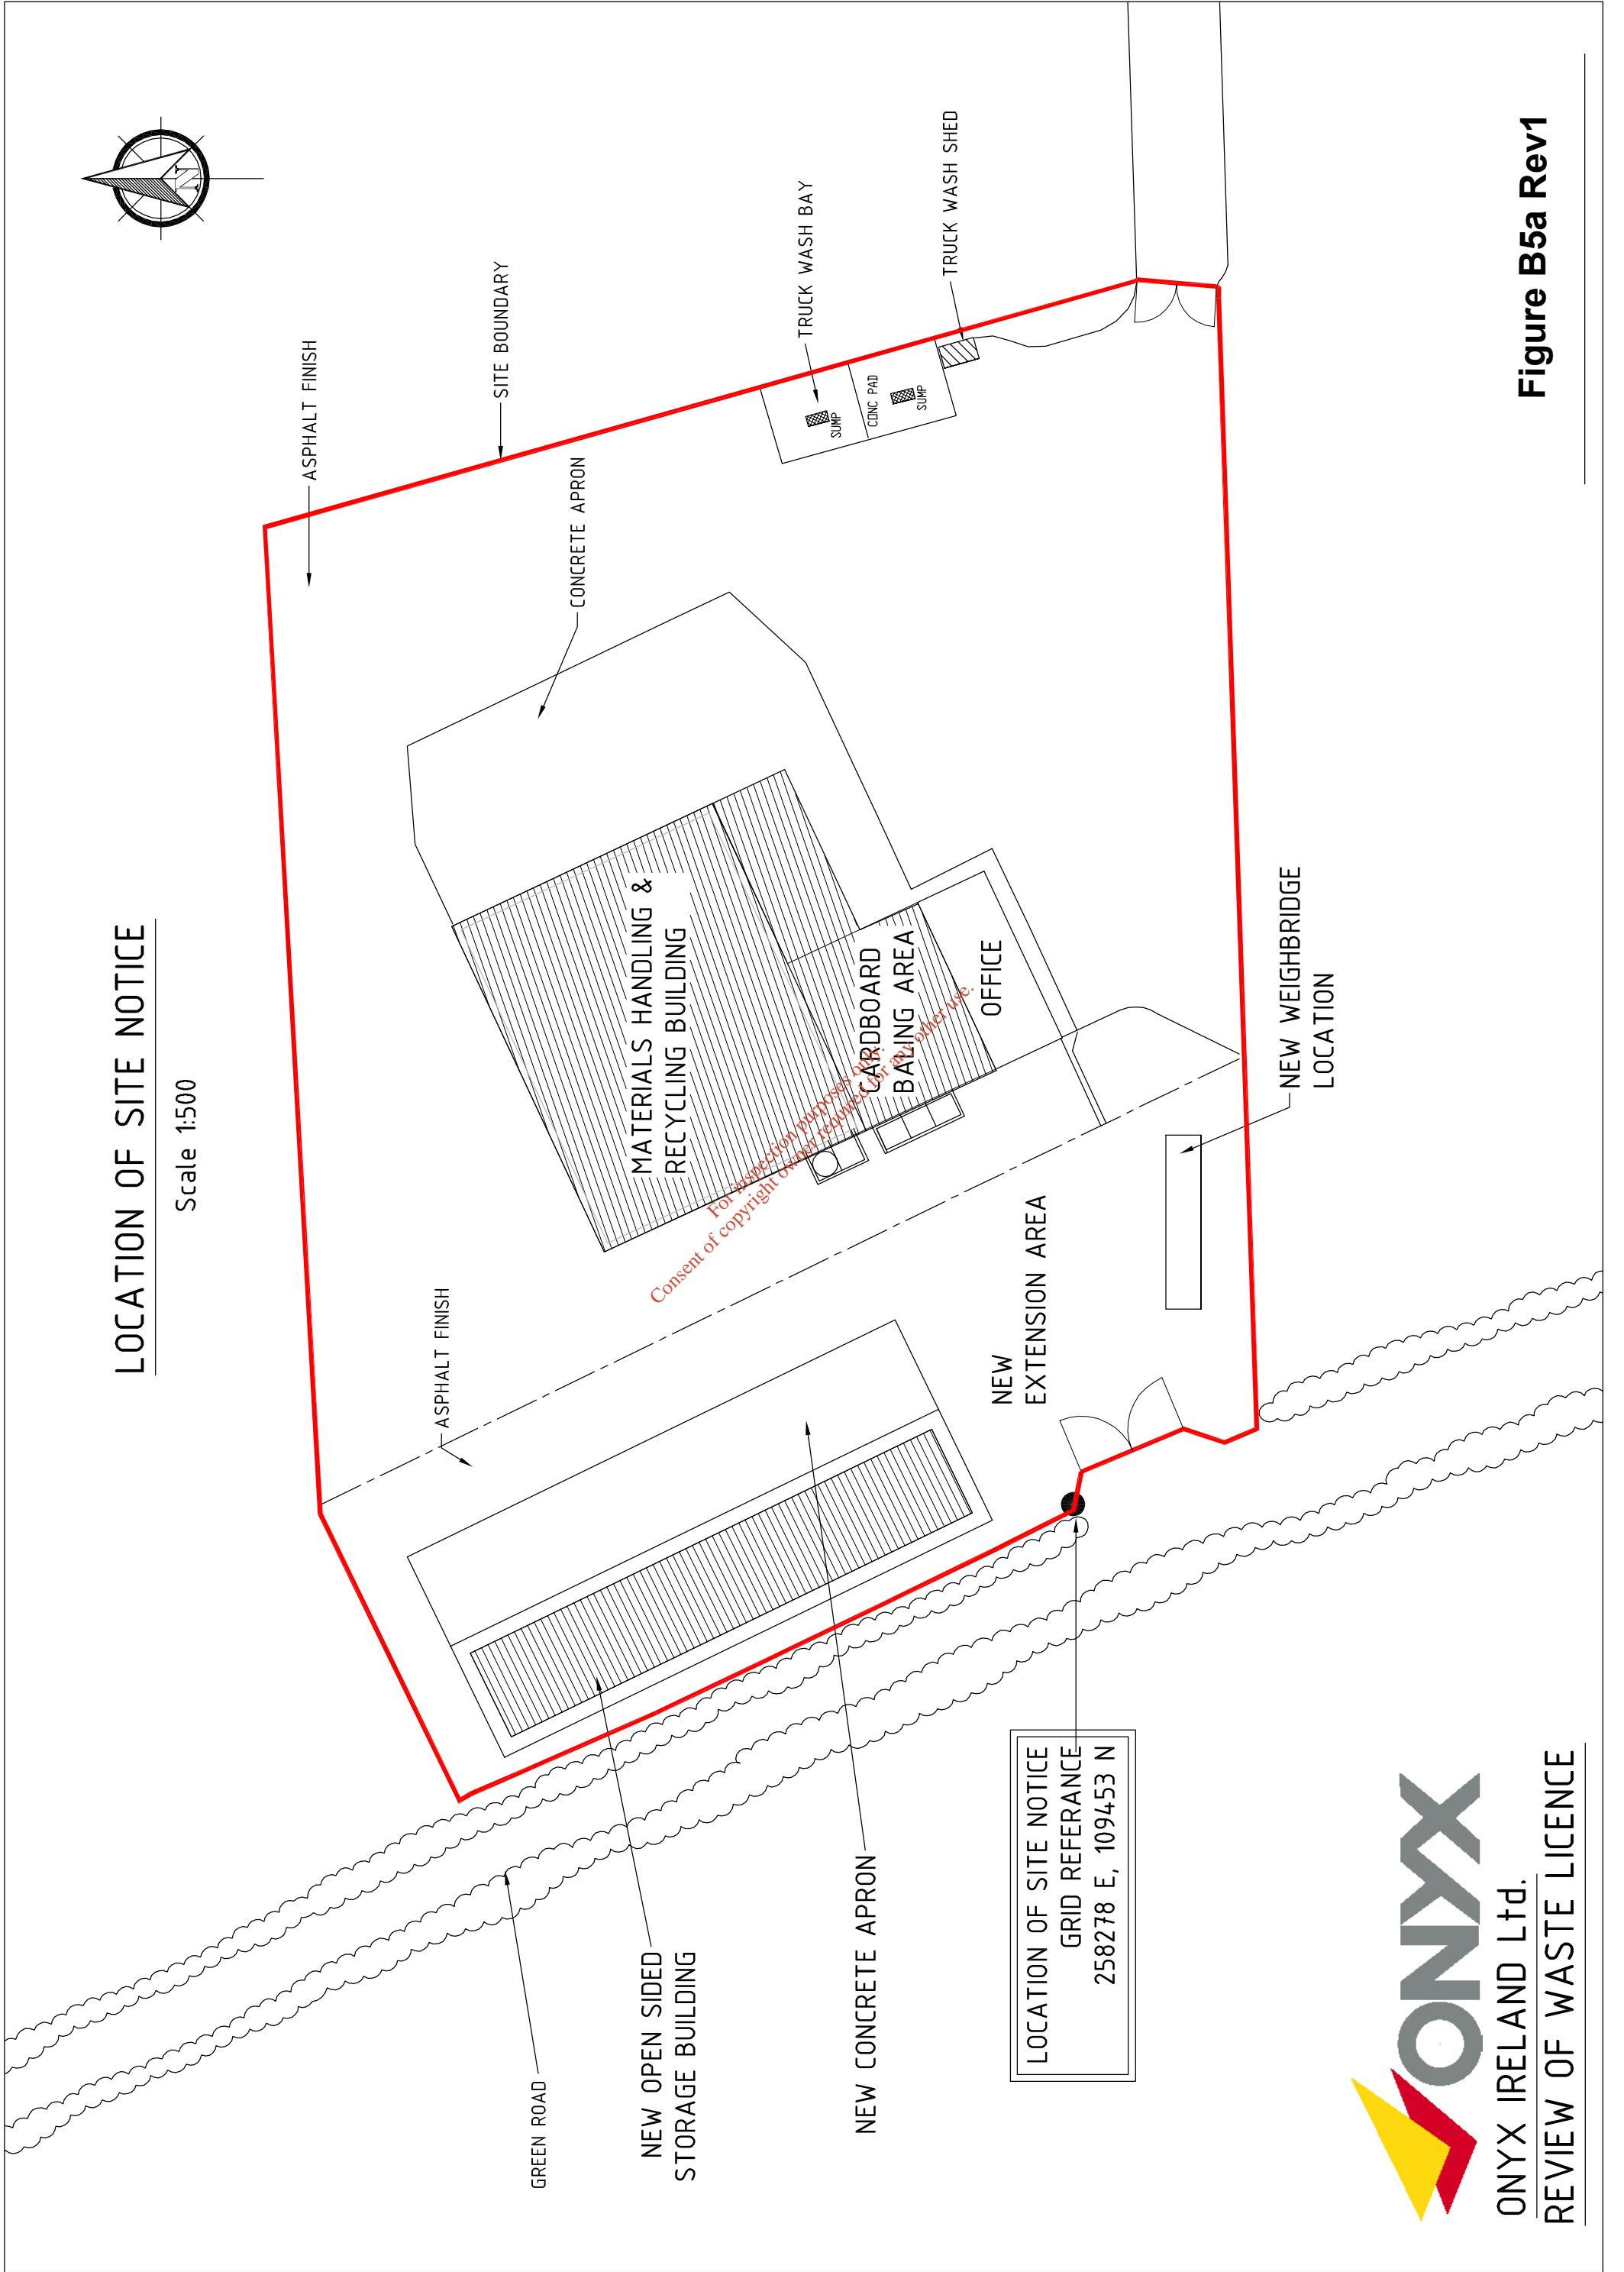 LOCATION OF SITE NOTICE
Scale 1:500
N
ASPHALT FINISH
SITE BOUNDARY
CONCRETE APRON
TRUCK WASH BAY
TRUCK WASH SHED
SUMP
CONC PAD
SUMP
ASPHALT FINISH
MATERIALS HANDLING &
RECYCLING BUILDING
CARDBOARD
BALING AREA
OFFICE
For inspection purposes only.
Consent of copyright owner required for any other use.
NEW
EXTENSION AREA
NEW WEIGHBRIDGE
LOCATION
GREEN ROAD
NEW OPEN SIDED
STORAGE BUILDING
NEW CONCRETE APRON
LOCATION OF SITE NOTICE
GRID REFERANCE
258278 E, 109453 N
ONYX
ONYX IRELAND Ltd.
REVIEW OF WASTE LICENCE
Figure B5a Rev1